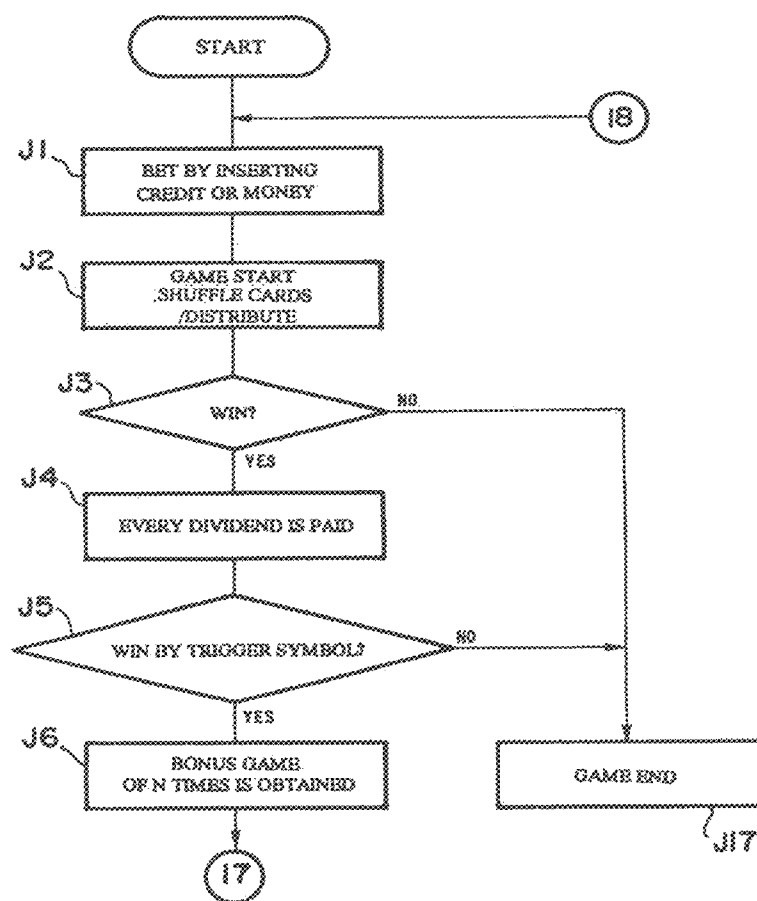 START
18
J1
BET BY INSERTING
CREDIT OR MONEY
J2
GAME START
.SHUFFLE CARDS
/DISTRIBUTE
J3
WIN?
NO
YES
J4
EVERY DIVIDEND IS PAID
J5
WIN BY TRIGGER SYMBOL?
NO
YES
J6
BONUS GAME
OF N TIMES IS OBTAINED
GAME END
J17
17